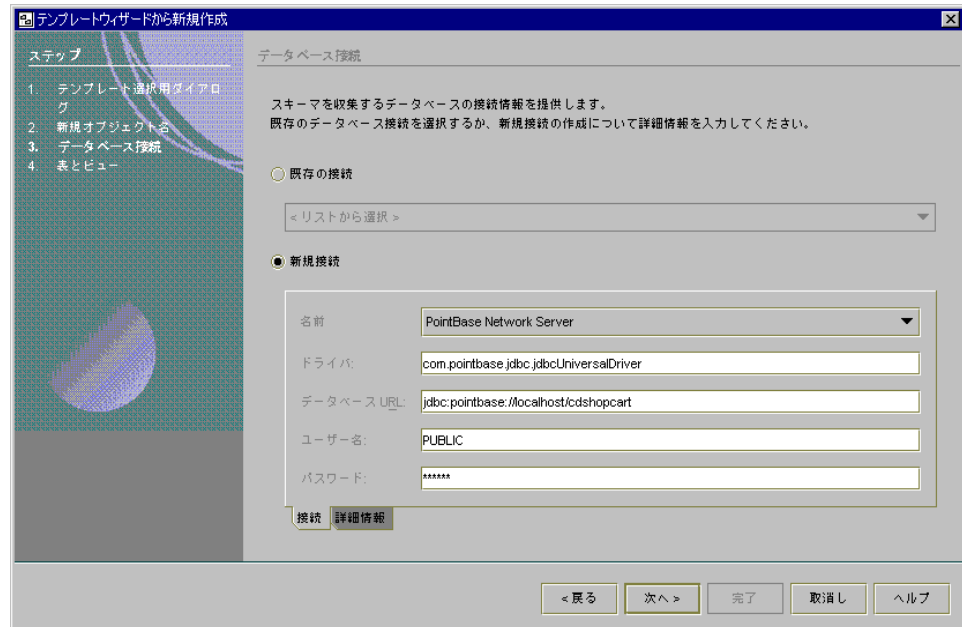 テンプレートウィザードから新規作成
ステップ
1. テンプレート選択用ダイアロ
グ
2. 新規オブジェクト名
3. データベース接続
4. 表とビュー
データベース接続
スキーマを収集するデータベースの接続情報を提供します。
既存のデータベース接続を選択するか、新規接続の作成について詳細情報を入力してください。
既存の接続
<リストから選択>
新規接続
名前
PointBase Network Server
ドライバ:
com.pointbase.jdbc.jdbcUniversalDriver
データベース URL:
jdbc:pointbase://localhost/cdshopcart
ユーザー名:
PUBLIC
パスワード:
******
接続 詳細情報
<戻る 次へ> 完了 取消し ヘルプ